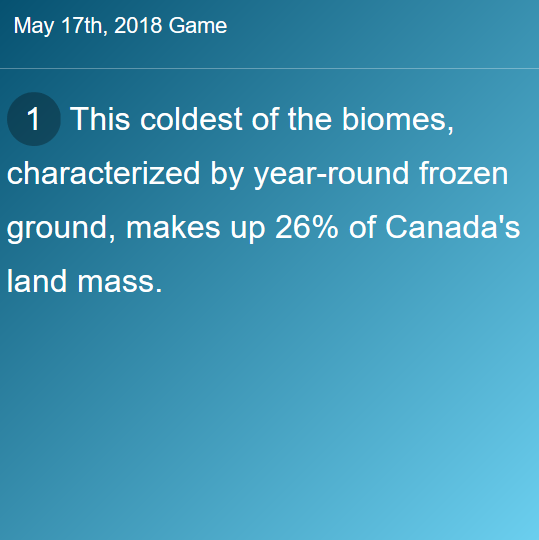 May 17th, 2018 Game
1 This coldest of the biomes,
characterized by year-round frozen
ground, makes up 26% of Canada's
land mass.